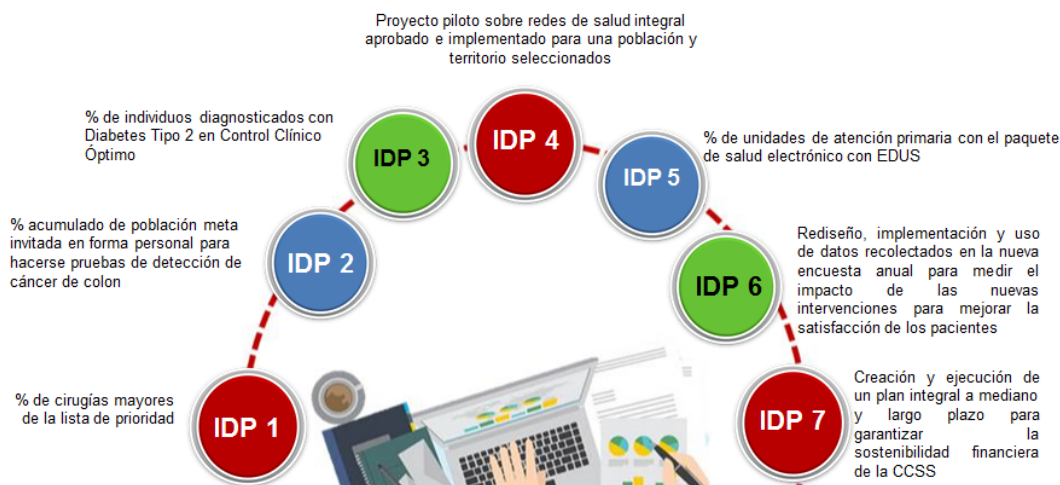 Proyecto piloto sobre redes de salud integral
aprobado e implementado para una población y
territorio seleccionados
% de individuos diagnosticados con
Diabetes Tipo 2 en Control Clínico
Óptimo
IDP 3
IDP 4
IDP 5
% de unidades de atención primaria con el paquete
de salud electrónico con EDUS
% acumulado de población meta
invitada en forma personal para
hacerse pruebas de detección de
cáncer de colon
IDP 2
IDP 6
Rediseño, implementación y uso
de datos recolectados en la nueva
encuesta anual para medir el
impacto de las nuevas
intervenciones para mejorar la
satisfacción de los pacientes
% de cirugías mayores
de la lista de prioridad
IDP 1
IDP 7
Creación y ejecución de
un plan integral a mediano
y largo plazo para
garantizar la
sostenibilidad financiera
de la CCSS